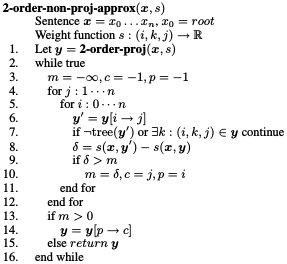 2-order-non-proj-approx(x, s)
Sentence x = x₀ . . . xₙ, x₀ = root
Weight function s : (i, k, j) → ℝ
1. Let y = 2-order-proj(x, s)
2. while true
3. m = −∞, c = −1, p = −1
4. for j : 1 · · · n
5. for i : 0 · · · n
6. y′ = y[i → j]
7. if ¬tree(y′) or ∃k : (i, k, j) ∈ y continue
8. δ = s(x, y′) − s(x, y)
9. if δ > m
10. m = δ, c = j, p = i
11. end for
12. end for
13. if m > 0
14. y = y[p → c]
15. else return y
16. end while